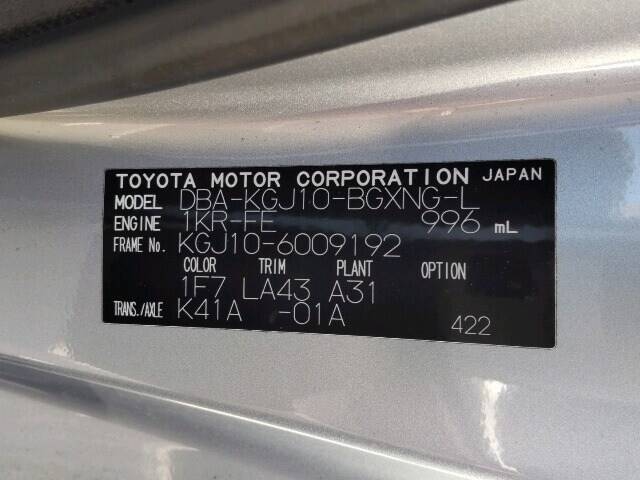 TOYOTA MOTOR CORPORATION JAPAN
MODEL DBA-KGJ10-BGXNG-L
ENGINE 1KR-FE 996 mL
FRAME No. KGJ10-6009192
COLOR TRIM PLANT OPTION
1F7 LA43 A31
TRANS./AXLE K41A -01A
422